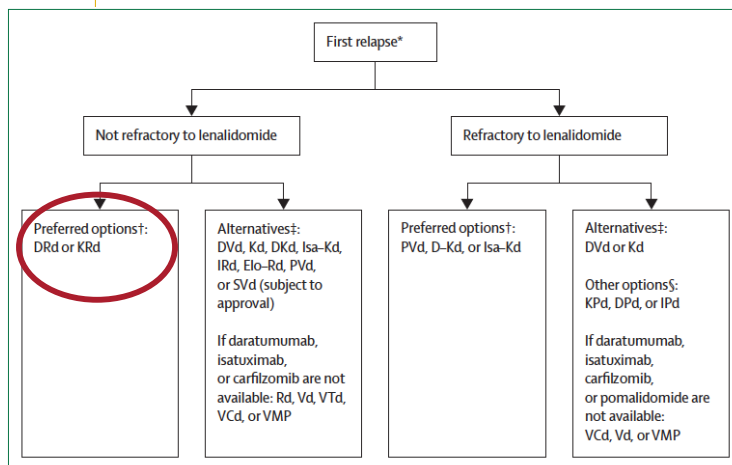 First relapse*
Not refractory to lenalidomide
Refractory to lenalidomide
Preferred options†:
DRd or KRd
Alternatives‡:
DVd, Kd, DKd, Isa–Kd,
IRd, Elo–Rd, PVd,
or SVd (subject to
approval)
If daratumumab,
isatuximab,
or carfilzomib are not
available: Rd, Vd, VTd,
VCd, or VMP
Preferred options†:
PVd, D–Kd, or Isa–Kd
Alternatives‡:
DVd or Kd
Other options§:
KPd, DPd, or IPd
If daratumumab,
isatuximab,
carfilzomib,
or pomalidomide are
not available:
VCd, Vd, or VMP